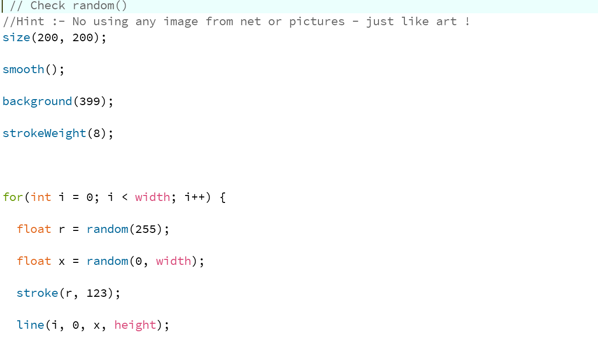 // Check random()
//Hint :- No using any image from net or pictures - just like art !
size(200, 200);
smooth();
background(399);
strokeWeight(8);
for(int i = 0; i < width; i++) {
float r = random(255);
float x = random(0, width);
stroke(r, 123);
line(i, 0, x, height);